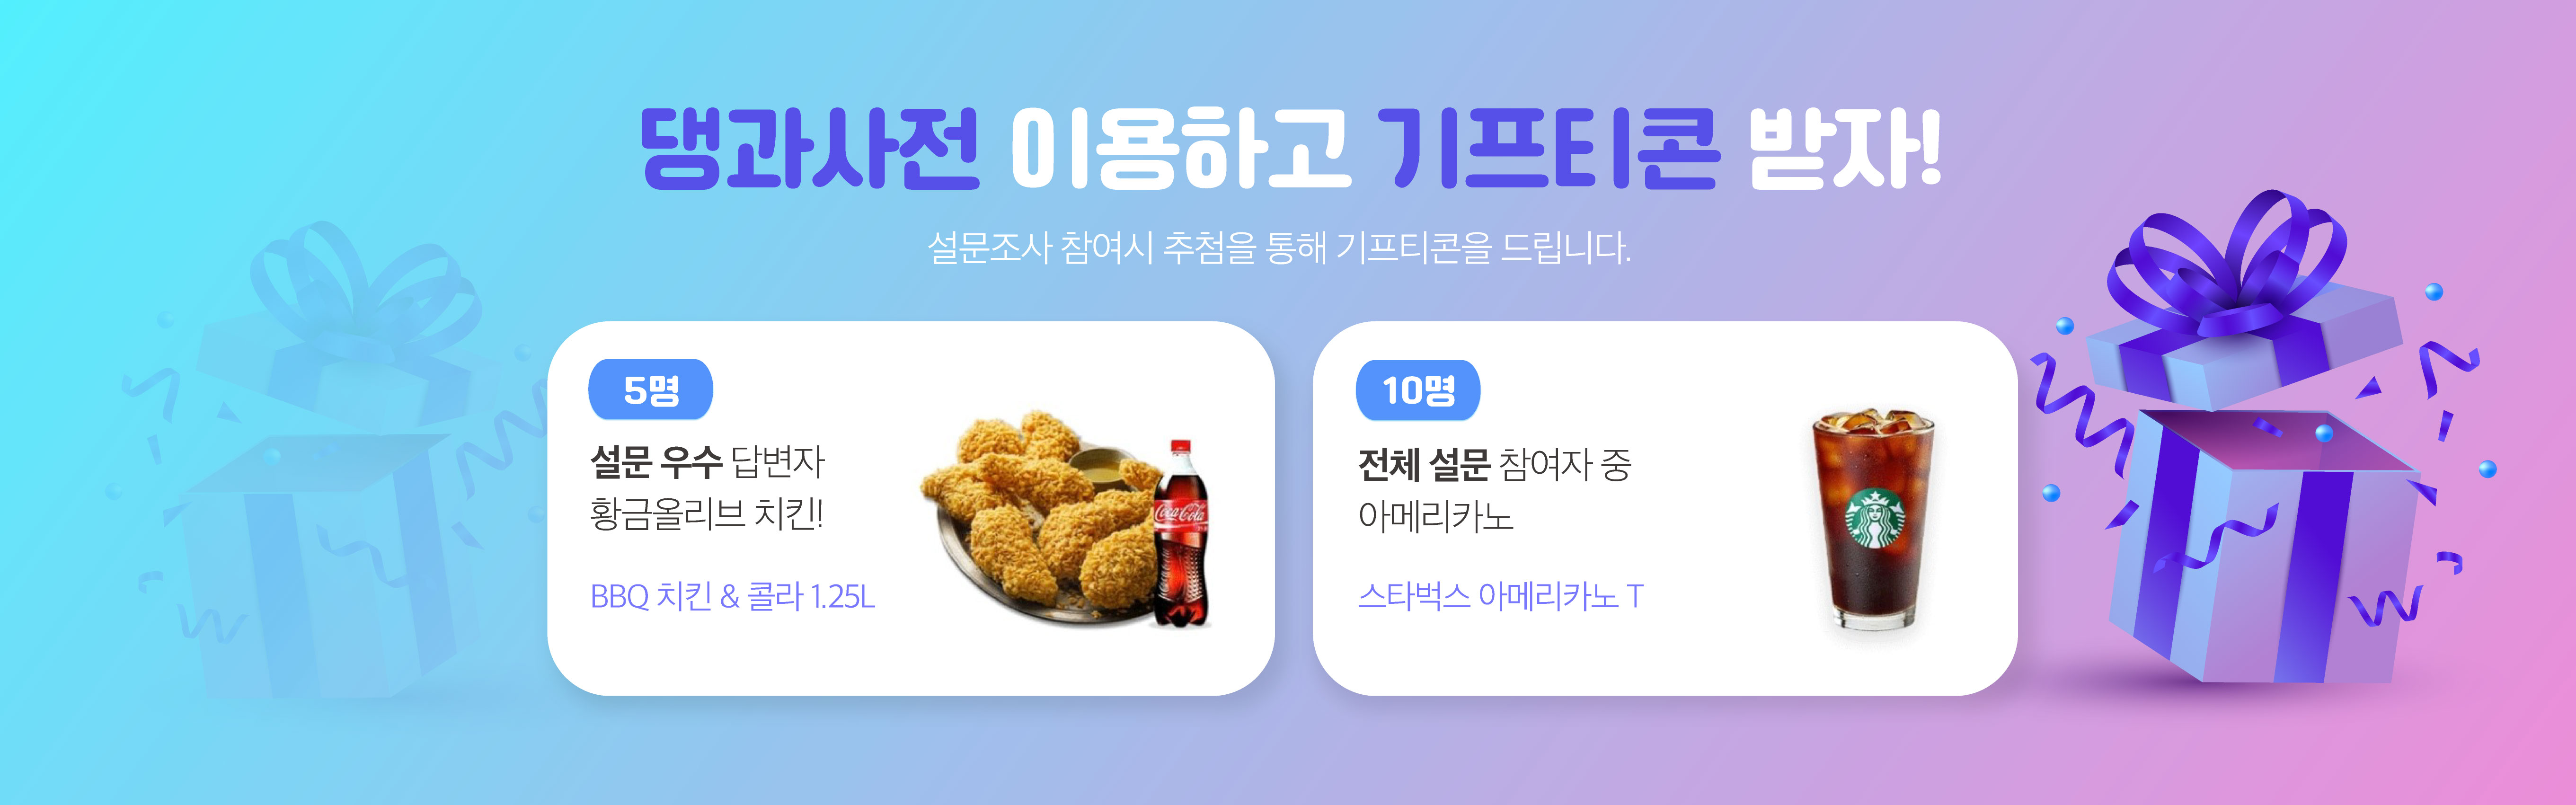 댕과사전 이용하고 기프티콘 받자!
설문조사 참여시 추첨을 통해 기프티콘을 드립니다.
5명
설문 우수 답변자
황금올리브 치킨!
BBQ 치킨 & 콜라 1.25L
Coca-Cola
10명
전체 설문 참여자 중
아메리카노
스타벅스 아메리카노 T